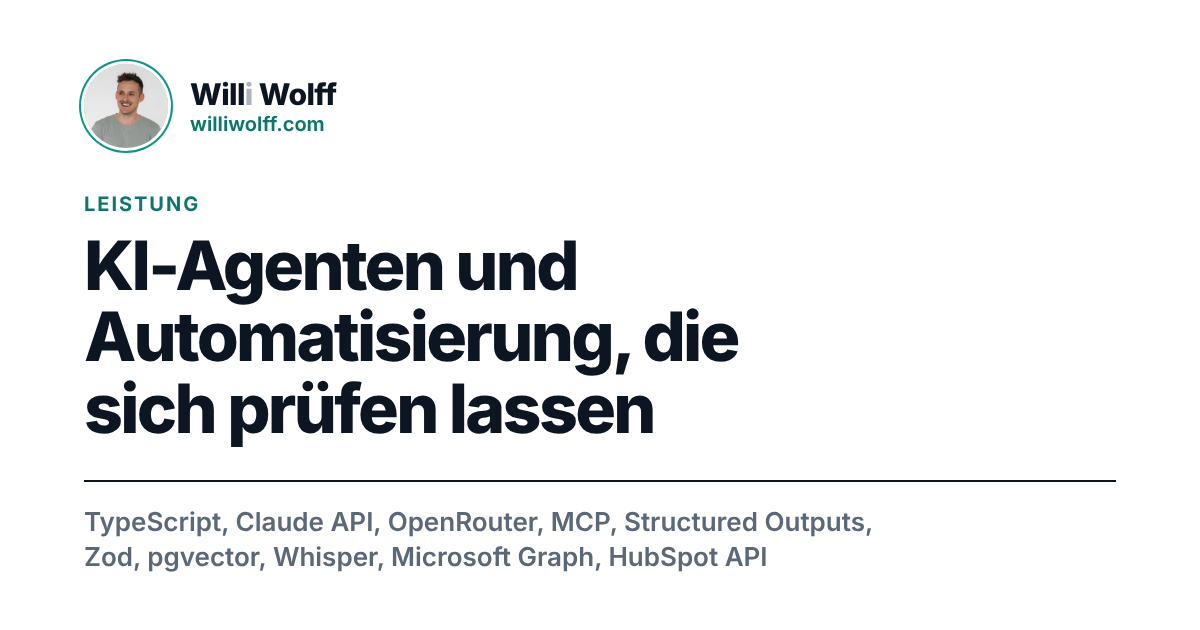 Willi Wolff
williwolff.com
LEISTUNG
KI-Agenten und
Automatisierung, die
sich prüfen lassen
TypeScript, Claude API, OpenRouter, MCP, Structured Outputs,
Zod, pgvector, Whisper, Microsoft Graph, HubSpot API